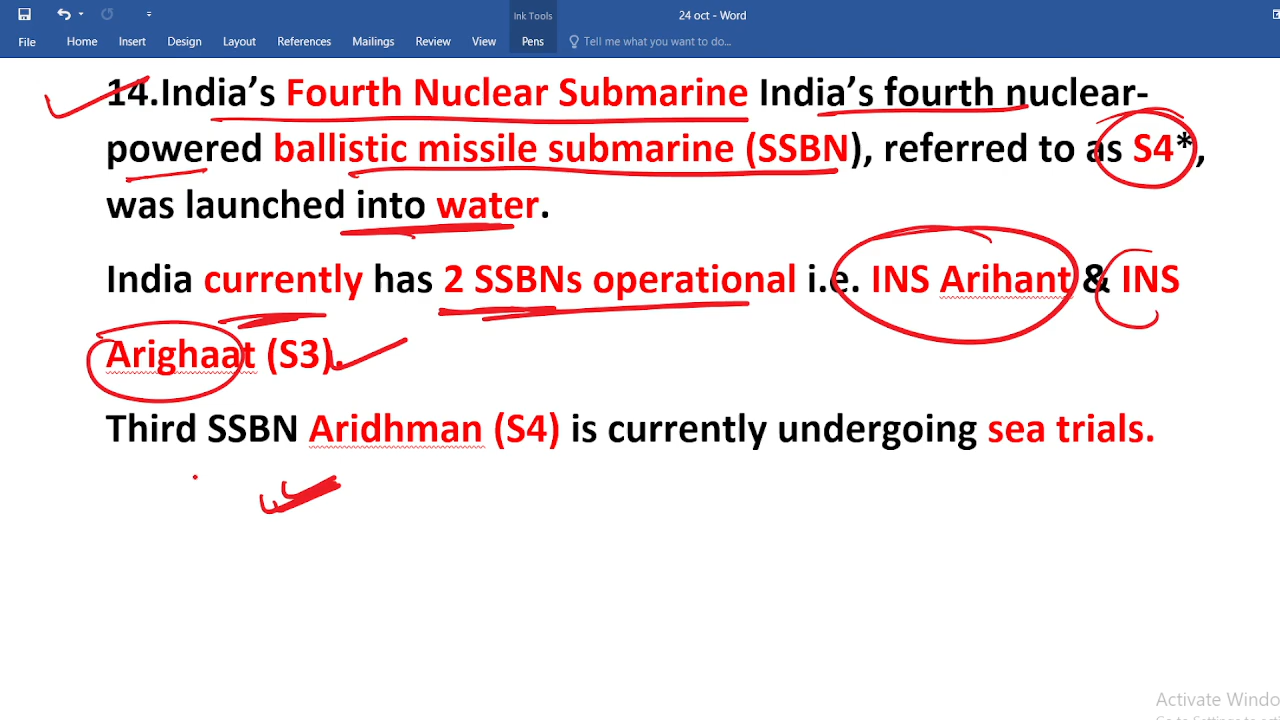 Ink Tools
24 oct - Word
File Home Insert Design Layout References Mailings Review View Pens Tell me what you want to do...
14.India's Fourth Nuclear Submarine India's fourth nuclear-
powered ballistic missile submarine (SSBN), referred to as S4*,
was launched into water.
India currently has 2 SSBNs operational i.e. INS Arihant & INS
Arighaat (S3).
Third SSBN Aridhman (S4) is currently undergoing sea trials.
Activate Windo